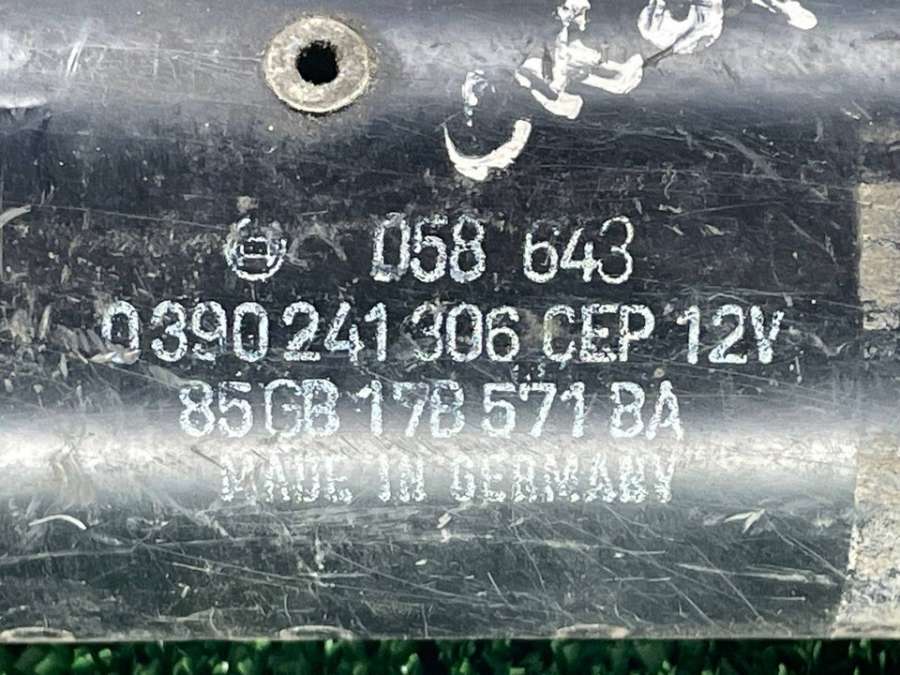 058 643
0 390 241 306 CEP 12V
85GB 17B 571 BA
MADE IN GERMANY